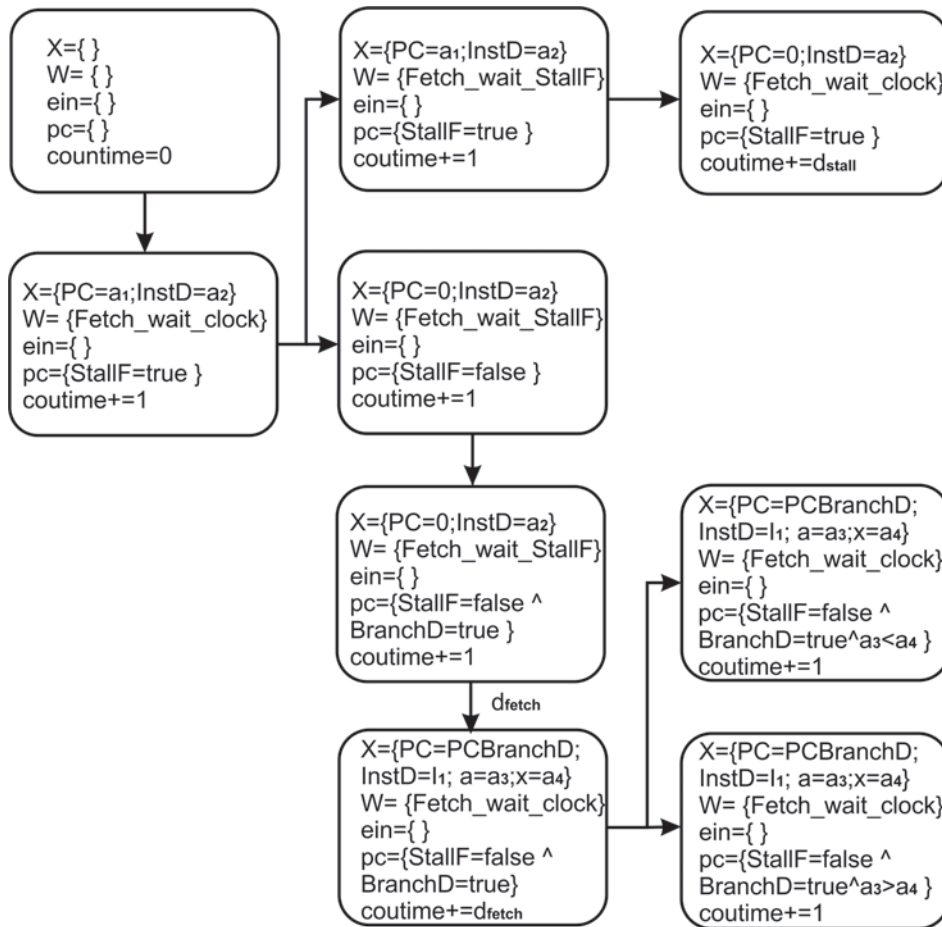 X={ }
W= { }
ein={ }
pc={ }
countime=0
X={PC=a₁;InstD=a₂}
W= {Fetch_wait_StallF}
ein={ }
pc={StallF=true }
coutime+=1
X={PC=0;InstD=a₂}
W= {Fetch_wait_clock}
ein={ }
pc={StallF=true }
coutime+=dstall
X={PC=a₁;InstD=a₂}
W= {Fetch_wait_clock}
ein={ }
pc={StallF=true }
coutime+=1
X={PC=0;InstD=a₂}
W= {Fetch_wait_StallF}
ein={ }
pc={StallF=false }
coutime+=1
X={PC=0;InstD=a₂}
W= {Fetch_wait_StallF}
ein={ }
pc={StallF=false ^
BranchD=true }
coutime+=1
X={PC=PCBranchD;
InstD=I₁; a=a₃;x=a₄}
W= {Fetch_wait_clock}
ein={ }
pc={StallF=false ^
BranchD=true^a₃<a₄ }
coutime+=1
dfetch
X={PC=PCBranchD;
InstD=I₁; a=a₃;x=a₄}
W= {Fetch_wait_clock}
ein={ }
pc={StallF=false ^
BranchD=true}
coutime+=dfetch
X={PC=PCBranchD;
InstD=I₁; a=a₃;x=a₄}
W= {Fetch_wait_clock}
ein={ }
pc={StallF=false ^
BranchD=true^a₃>a₄ }
coutime+=1